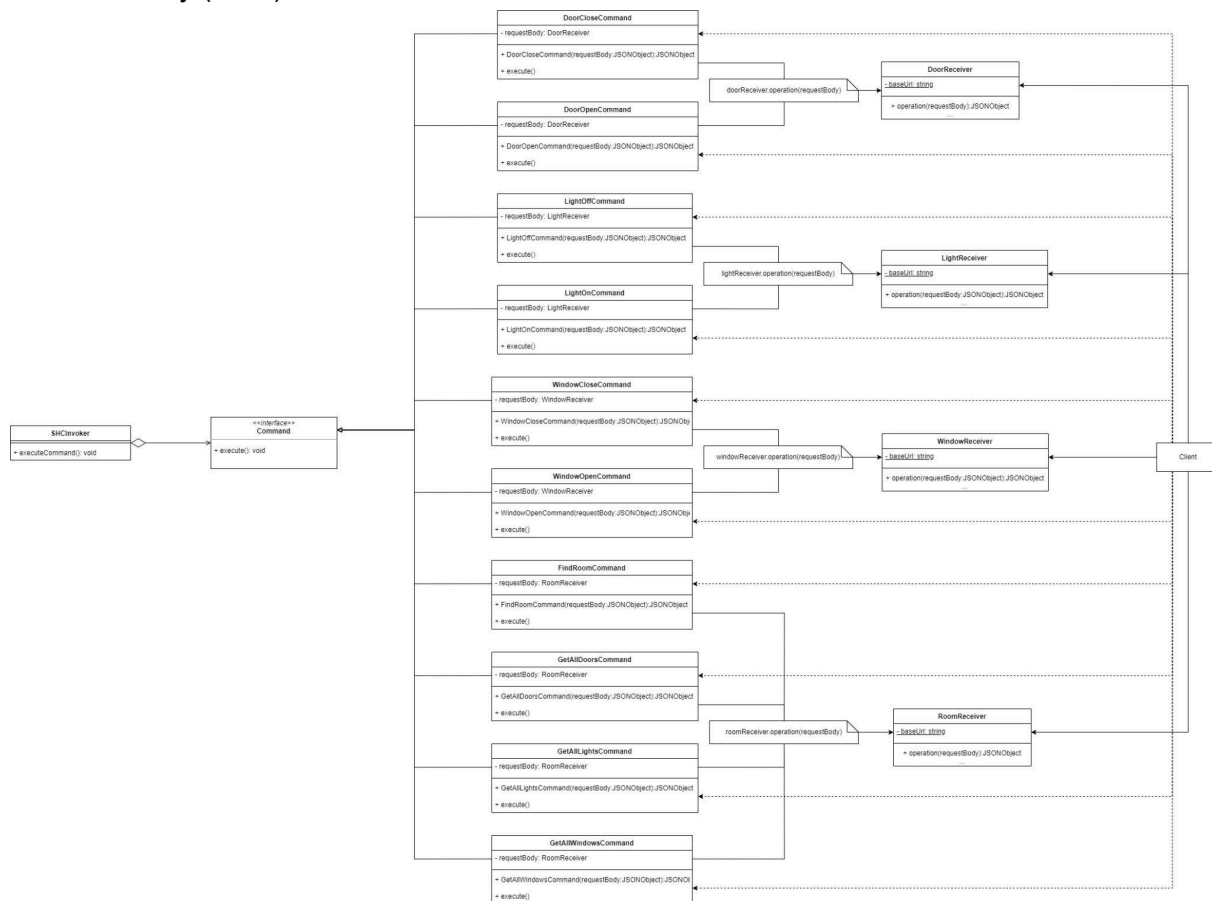 DoorCloseCommand
- requestBody: DoorReceiver
+ DoorCloseCommand(requestBody:JSONObject):JSONObject
+ execute()
DoorOpenCommand
- requestBody: DoorReceiver
+ DoorOpenCommand(requestBody:JSONObject):JSONObject
+ execute()
doorReceiver.operation(requestBody)
DoorReceiver
- baseUrl: string
+ operation(requestBody):JSONObject
...
LightOffCommand
- requestBody: LightReceiver
+ LightOffCommand(requestBody:JSONObject):JSONObject
+ execute()
LightOnCommand
- requestBody: LightReceiver
+ LightOnCommand(requestBody:JSONObject):JSONObject
+ execute()
lightReceiver.operation(requestBody)
LightReceiver
- baseUrl: string
+ operation(requestBody:JSONObject):JSONObject
...
SHCInvoker
+ executeCommand(): void
<<interface>>
Command
+ execute(): void
WindowCloseCommand
- requestBody: WindowReceiver
+ WindowCloseCommand(requestBody:JSONObject):JSONObj
+ execute()
WindowOpenCommand
- requestBody: WindowReceiver
+ WindowOpenCommand(requestBody:JSONObject):JSONObj
+ execute()
windowReceiver.operation(requestBody)
WindowReceiver
- baseUrl: string
+ operation(requestBody:JSONObject):JSONObject
...
Client
FindRoomCommand
- requestBody: RoomReceiver
+ FindRoomCommand(requestBody:JSONObject):JSONObject
+ execute()
GetAllDoorsCommand
- requestBody: RoomReceiver
+ GetAllDoorsCommand(requestBody:JSONObject):JSONObject
+ execute()
GetAllLightsCommand
- requestBody: RoomReceiver
+ GetAllLightsCommand(requestBody:JSONObject):JSONObject
+ execute()
GetAllWindowsCommand
- requestBody: RoomReceiver
+ GetAllWindowsCommand(requestBody:JSONObject):JSONO
+ execute()
roomReceiver.operation(requestBody)
RoomReceiver
- baseUrl: string
+ operation(requestBody):JSONObject
...